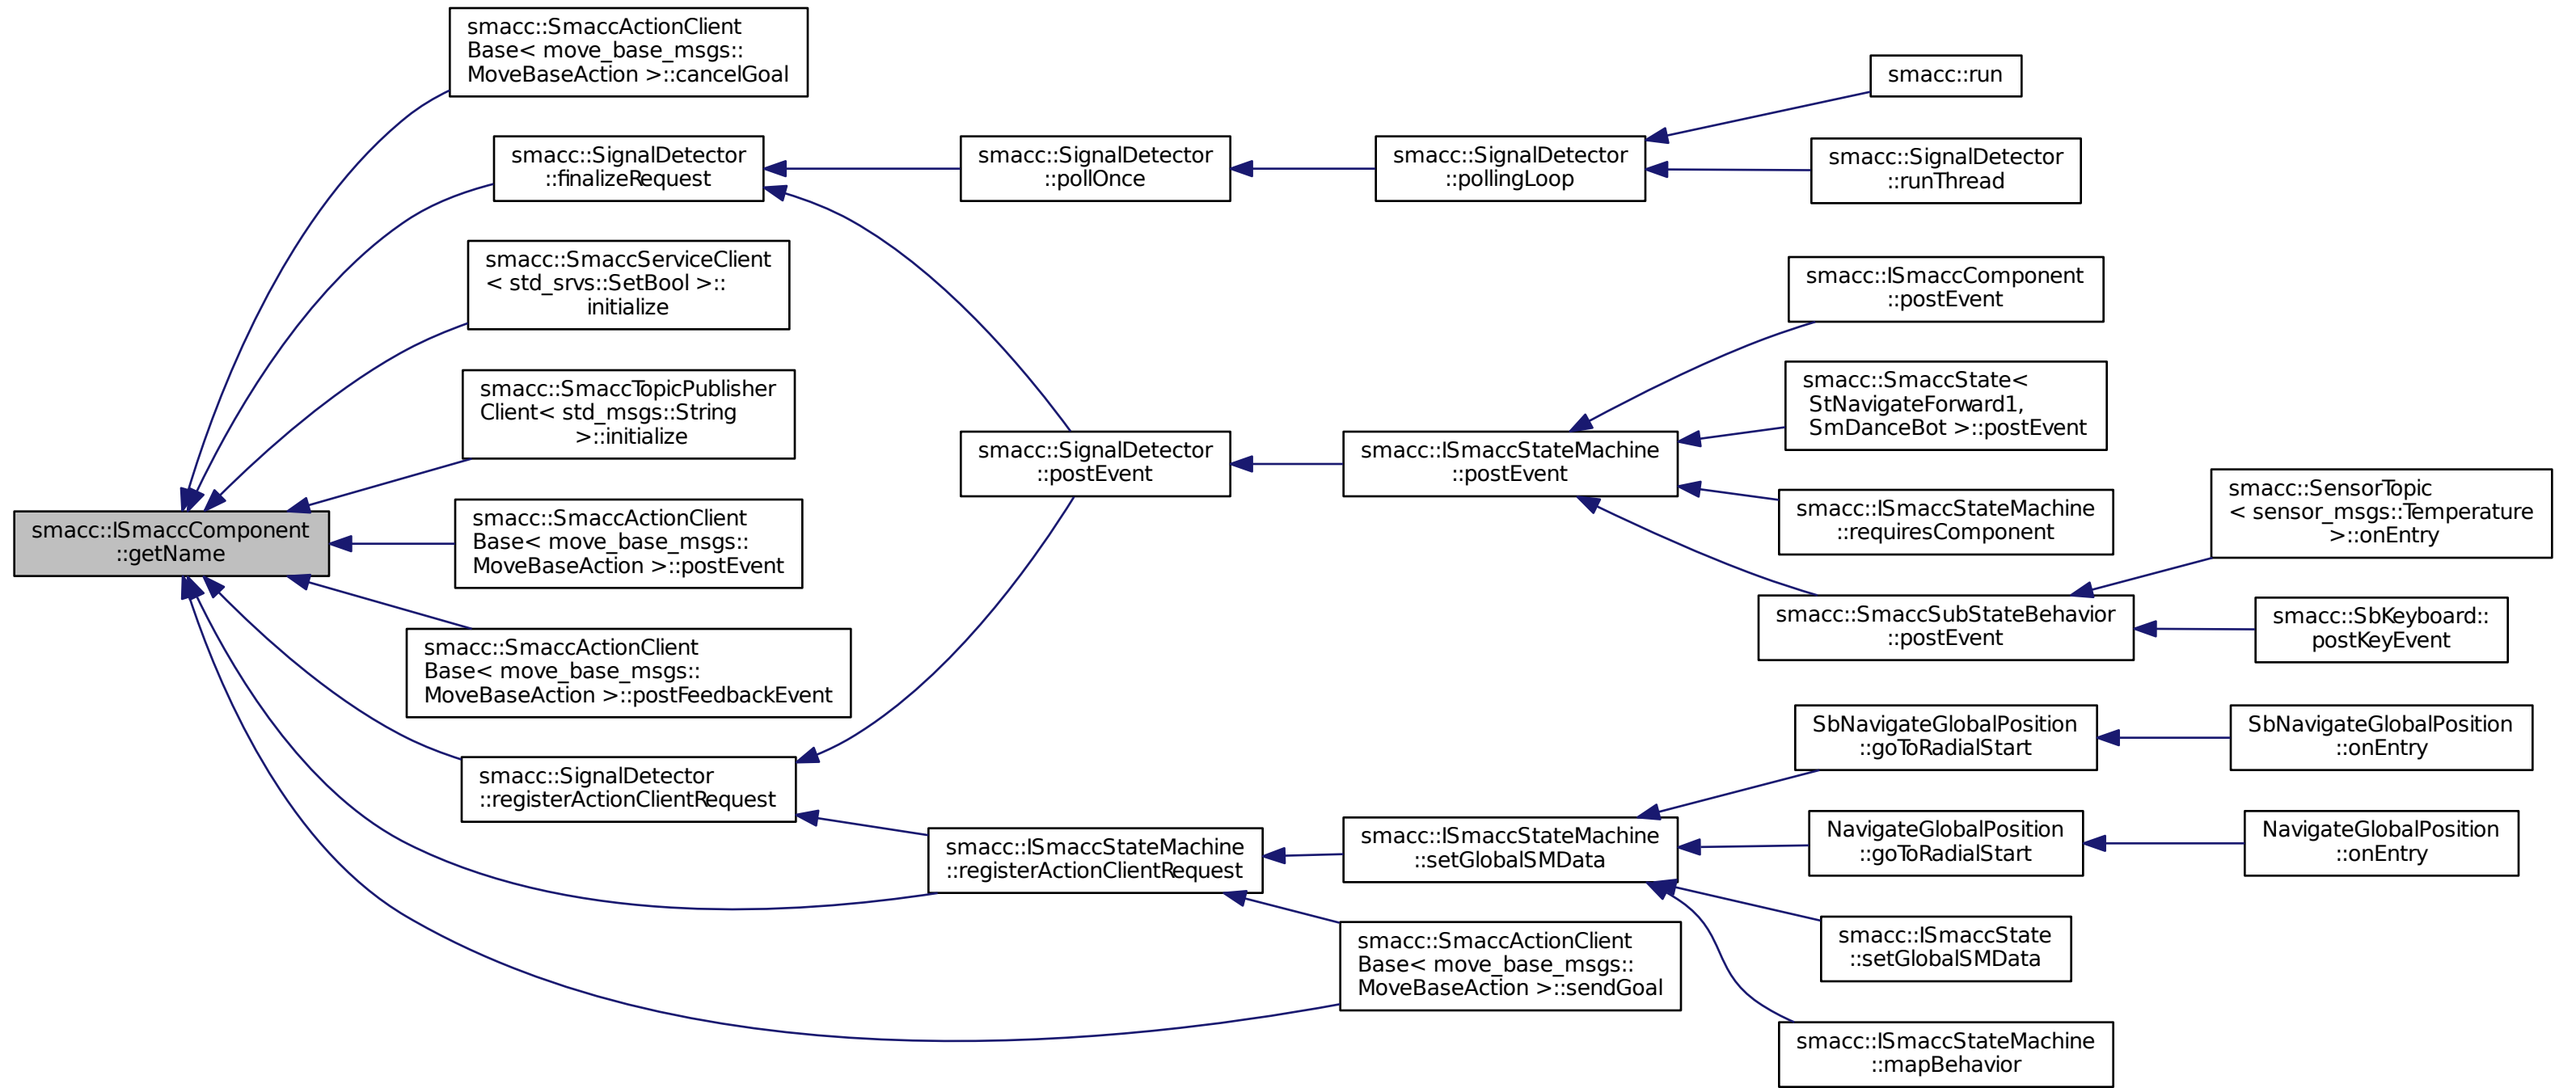 smacc::SmaccActionClient
Base< move_base_msgs::
MoveBaseAction >::cancelGoal
smacc::run
smacc::SignalDetector
::finalizeRequest
smacc::SignalDetector
::pollOnce
smacc::SignalDetector
::pollingLoop
smacc::SignalDetector
::runThread
smacc::SmaccServiceClient
< std_srvs::SetBool >::
initialize
smacc::ISmaccComponent
::postEvent
smacc::SmaccTopicPublisher
Client< std_msgs::String
>::initialize
smacc::SmaccState<
StNavigateForward1,
SmDanceBot >::postEvent
smacc::SignalDetector
::postEvent
smacc::ISmaccStateMachine
::postEvent
smacc::SensorTopic
< sensor_msgs::Temperature
>::onEntry
smacc::ISmaccComponent
::getName
smacc::SmaccActionClient
Base< move_base_msgs::
MoveBaseAction >::postEvent
smacc::ISmaccStateMachine
::requiresComponent
smacc::SmaccSubStateBehavior
::postEvent
smacc::SbKeyboard::
postKeyEvent
smacc::SmaccActionClient
Base< move_base_msgs::
MoveBaseAction >::postFeedbackEvent
SbNavigateGlobalPosition
::goToRadialStart
SbNavigateGlobalPosition
::onEntry
smacc::SignalDetector
::registerActionClientRequest
smacc::ISmaccStateMachine
::registerActionClientRequest
smacc::ISmaccStateMachine
::setGlobalSMData
NavigateGlobalPosition
::goToRadialStart
NavigateGlobalPosition
::onEntry
smacc::SmaccActionClient
Base< move_base_msgs::
MoveBaseAction >::sendGoal
smacc::ISmaccState
::setGlobalSMData
smacc::ISmaccStateMachine
::mapBehavior